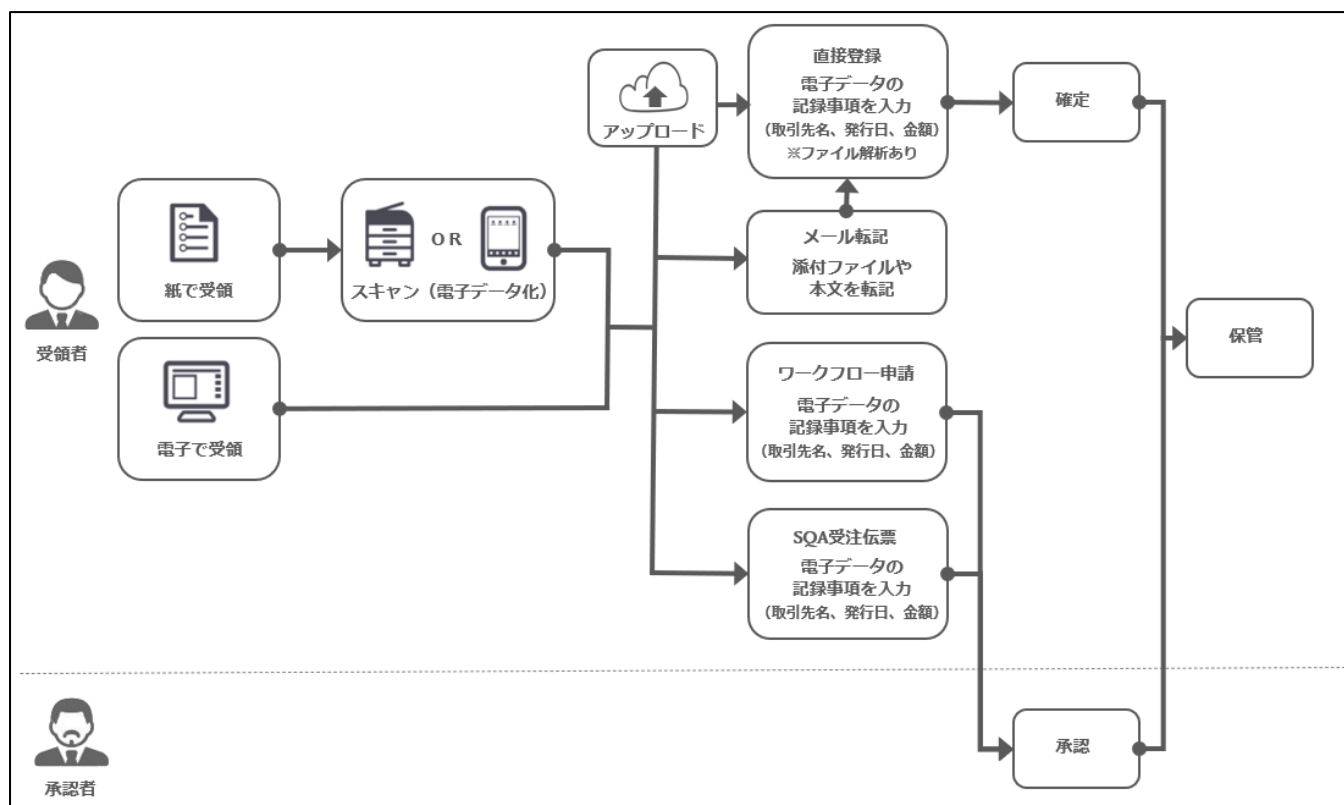 受領者
紙で受領
OR
スキャン（電子データ化）
電子で受領
アップロード
直接登録
電子データの
記録事項を入力
（取引先名、発行日、金額）
※ファイル解析あり
メール転記
添付ファイルや
本文を転記
ワークフロー申請
電子データの
記録事項を入力
（取引先名、発行日、金額）
SQA受注伝票
電子データの
記録事項を入力
（取引先名、発行日、金額）
確定
保管
承認者
承認